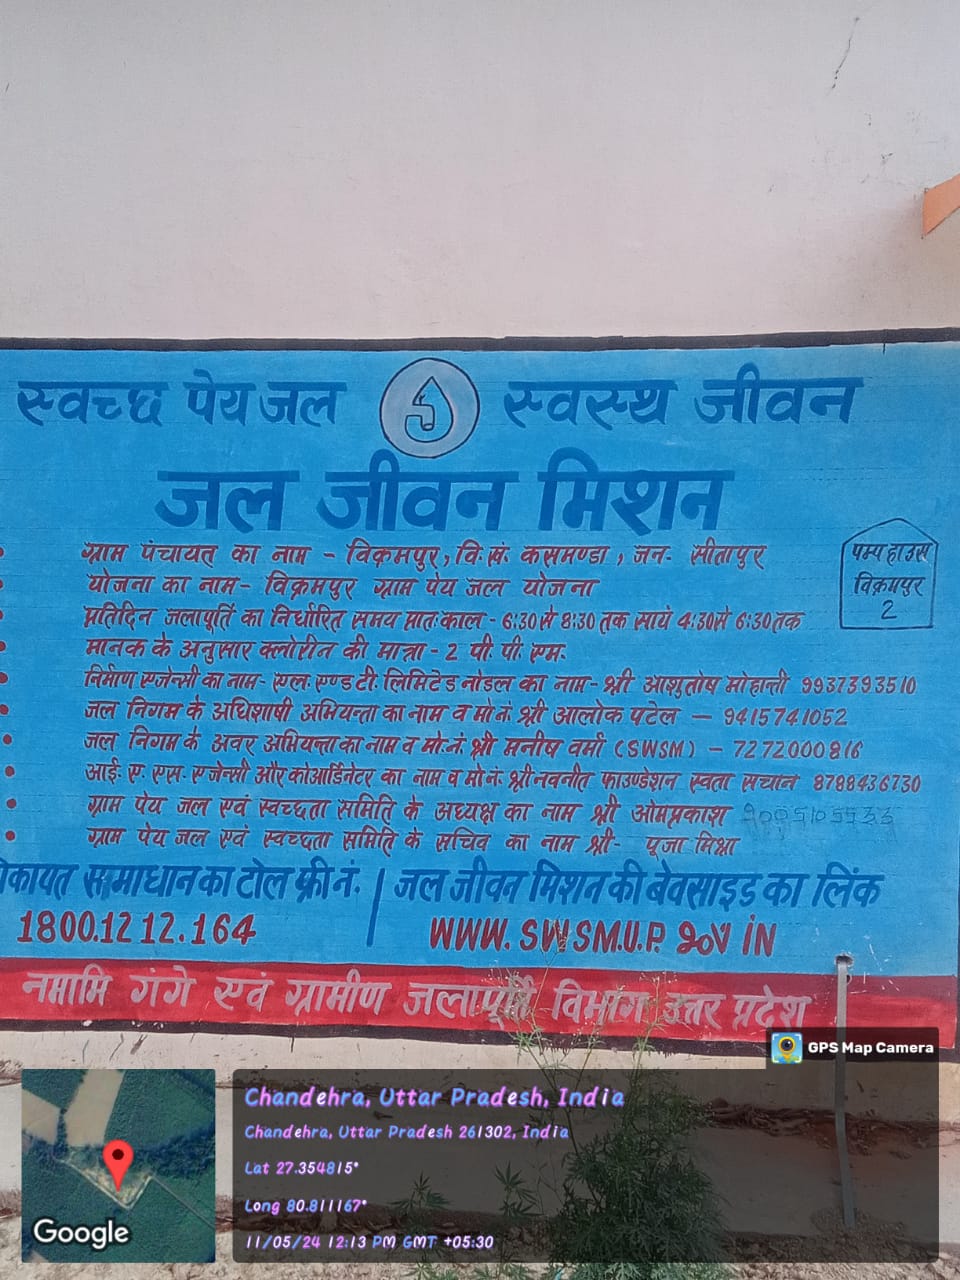 स्वच्छ पेय जल स्वस्थ जीवन
जल जीवन मिशन
ग्राम पंचायत का नाम - विक्रमपुर, वि.खं. कसमण्डा, जन. सीतापुर
योजना का नाम- विक्रमपुर ग्राम पेय जल योजना
प्रतिदिन जलापूर्ति का निर्धारित समय प्रातःकाल - 6:30 से 8:30 तक सायं 4:30 से 6:30 तक
मानक के अनुसार क्लोरीन की मात्रा - 2 पी. पी. एम.
निर्माण एजेन्सी का नाम- एल. एण्ड टी. लिमिटेड नोडल का नाम- श्री आशुतोष मोहान्ती 9937393510
जल निगम के अधिशाषी अभियन्ता का नाम व मो.नं. श्री आलोक पटेल - 9415741052
जल निगम के अवर अभियन्ता का नाम व मो.नं. श्री मनीष वर्मा (SWSM) - 7272000816
आई. ए. एस. एजेन्सी और कोआर्डिनेटर का नाम व मो.नं. श्री नवनीत फाउण्डेशन स्वता सचान 8788436730
ग्राम पेय जल एवं स्वच्छता समिति के अध्यक्ष का नाम श्री ओमप्रकाश
ग्राम पेय जल एवं स्वच्छता समिति के सचिव का नाम श्री- पूजा मिश्रा
पम्प हाउस
विक्रमपुर
2
िकायत समाधान का टोल फ्री नं.
1800.12 12.164
जल जीवन मिशन की बेवसाइड का लिंक
WWW.SWSM.U.P. gov iN
नमामि गंगे एवं ग्रामीण जलापूर्ति विभाग उत्तर प्रदेश
GPS Map Camera
Chandehra, Uttar Pradesh, India
Chandehra, Uttar Pradesh 261302, India
Lat 27.354815°
Long 80.811167°
11/05/24 12:13 PM GMT +05:30
Google